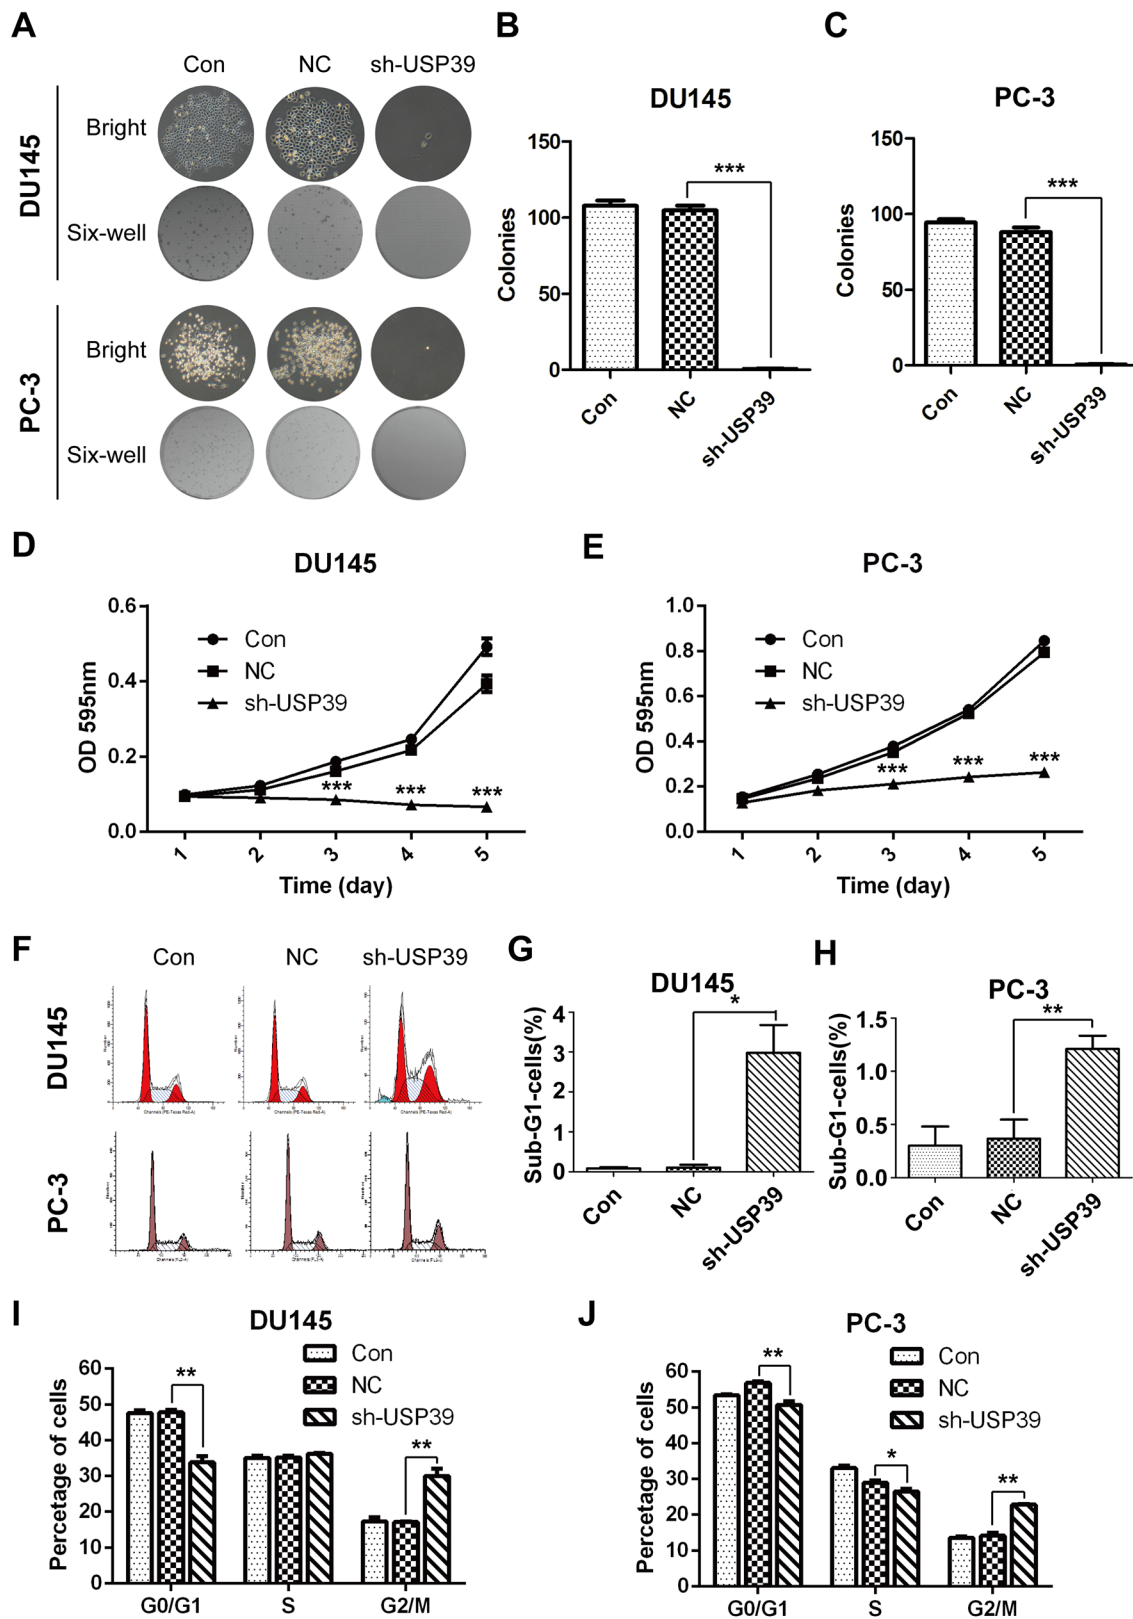 A
Con NC sh-USP39
DU145
Bright
Six-well
PC-3
Bright
Six-well
B
DU145
Colonies
150
100
50
0
***
Con NC sh-USP39
C
PC-3
Colonies
150
100
50
0
***
Con NC sh-USP39
D
DU145
OD 595nm
0.6
0.4
0.2
0.0
Con
NC
sh-USP39
*** *** ***
1 2 3 4 5
Time (day)
E
PC-3
OD 595nm
1.0
0.8
0.6
0.4
0.2
0.0
Con
NC
sh-USP39
*** *** ***
1 2 3 4 5
Time (day)
F
Con NC sh-USP39
DU145
PC-3
G
DU145
Sub-G1-cells(%)
4
3
2
1
0
*
Con NC sh-USP39
H
PC-3
Sub-G1-cells(%)
1.5
1.0
0.5
0.0
**
Con NC sh-USP39
I
DU145
Percetage of cells
60
50
40
30
20
10
0
Con
NC
sh-USP39
** **
G0/G1 S G2/M
J
PC-3
Percetage of cells
60
50
40
30
20
10
0
Con
NC
sh-USP39
** * **
G0/G1 S G2/M